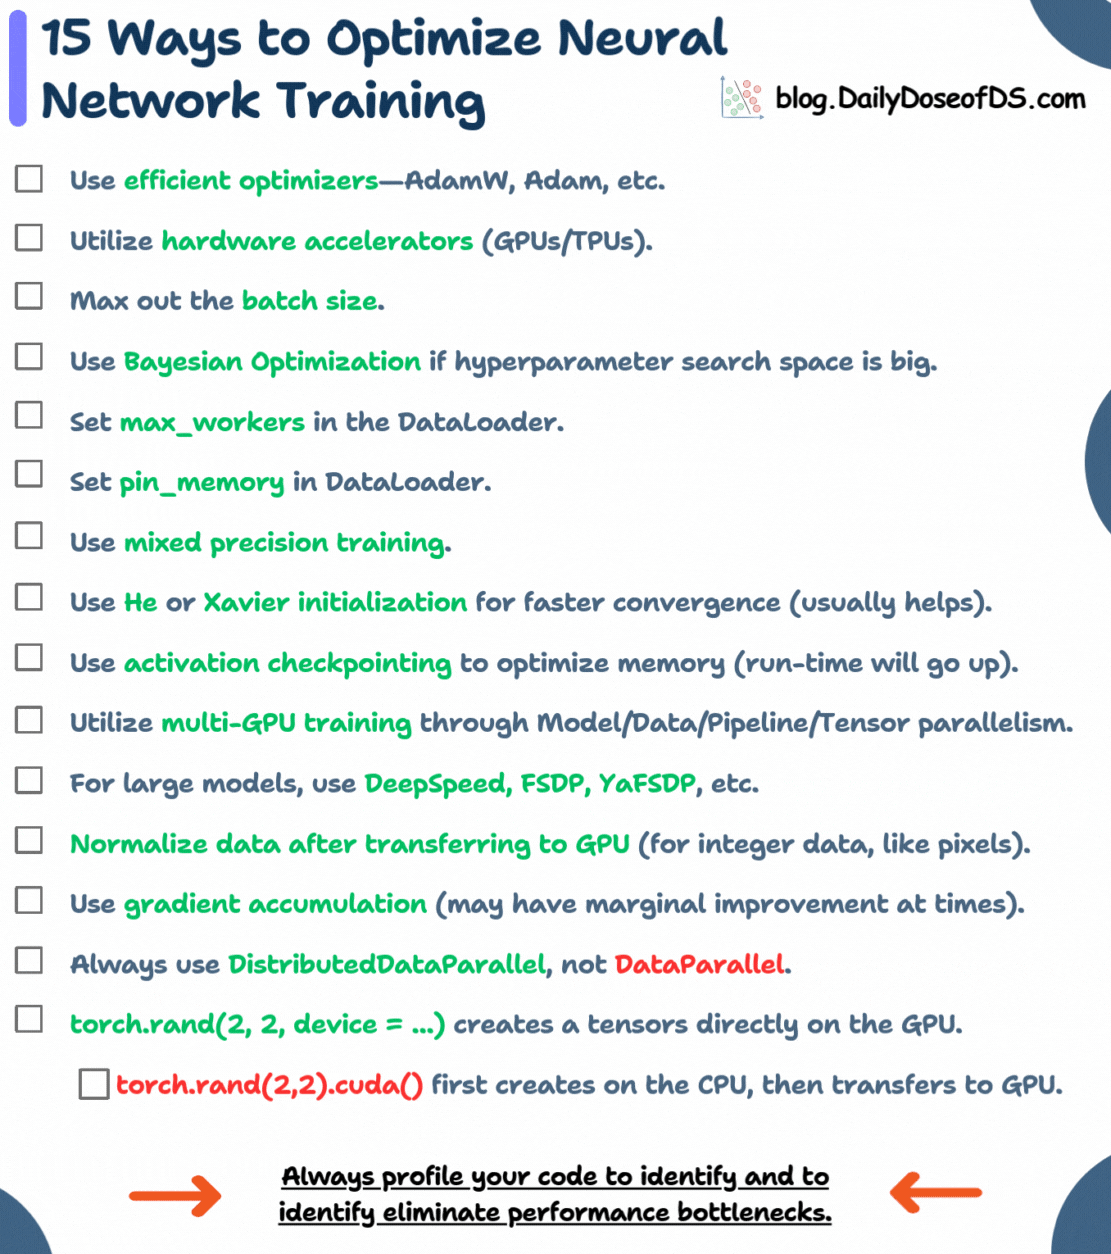 15 Ways to Optimize Neural
Network Training
blog.DailyDoseofDS.com
Use efficient optimizers—AdamW, Adam, etc.
Utilize hardware accelerators (GPUs/TPUs).
Max out the batch size.
Use Bayesian Optimization if hyperparameter search space is big.
Set max_workers in the DataLoader.
Set pin_memory in DataLoader.
Use mixed precision training.
Use He or Xavier initialization for faster convergence (usually helps).
Use activation checkpointing to optimize memory (run-time will go up).
Utilize multi-GPU training through Model/Data/Pipeline/Tensor parallelism.
For large models, use DeepSpeed, FSDP, YaFSDP, etc.
Normalize data after transferring to GPU (for integer data, like pixels).
Use gradient accumulation (may have marginal improvement at times).
Always use DistributedDataParallel, not DataParallel.
torch.rand(2, 2, device = ...) creates a tensors directly on the GPU.
torch.rand(2,2).cuda() first creates on the CPU, then transfers to GPU.
Always profile your code to identify and to
identify eliminate performance bottlenecks.